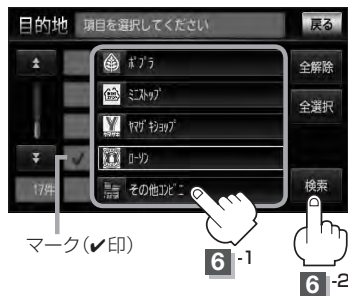 目的地 項目を選択してください 戻る
ﾎﾟﾌﾟﾗ 全解除
ﾐﾆｽﾄｯﾌﾟ 全選択
ﾔﾏｻﾞｷｼｮｯﾌﾟ
ﾛｰｿﾝ
17件 その他ｺﾝﾋﾞﾆ 検索
マーク(✔印)
6 -1
6 -2